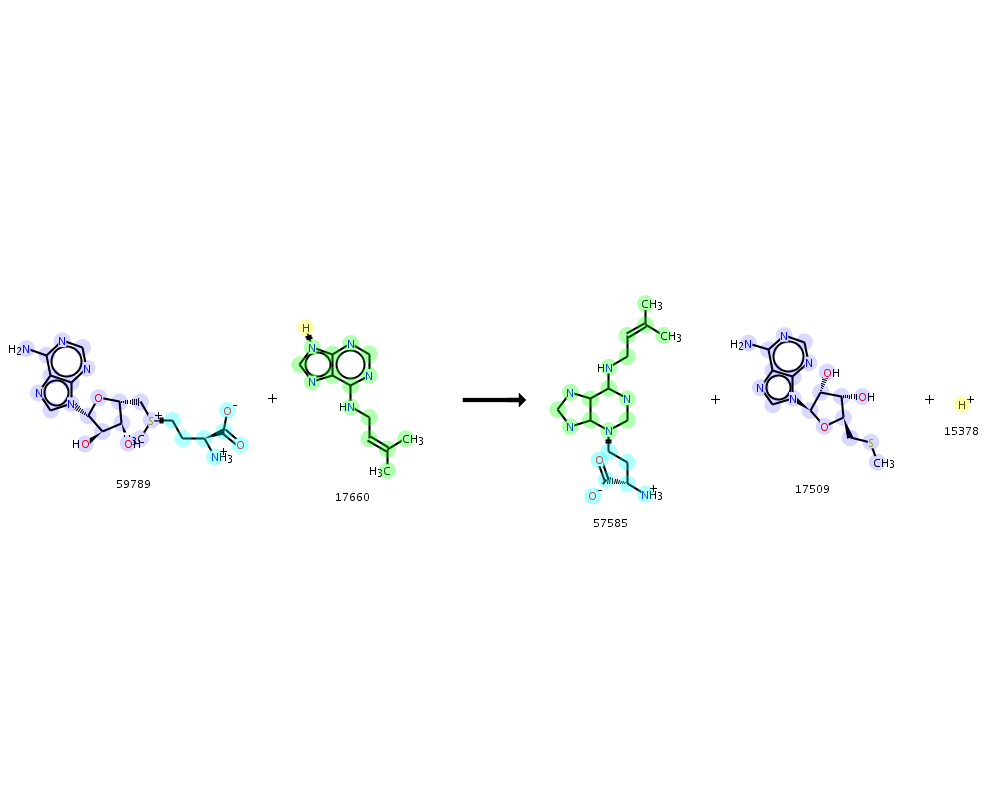 H₂N N N N N O HO OH H₃C S⁺ O⁻ O NH₃⁺
59789
+
H N N N N HN CH₃ H₃C
17660
CH₃ CH₃ HN N N N N O O⁻ NH₃⁺
57585
+
H₂N N N N N OH OH O S CH₃
17509
+
H⁺
15378